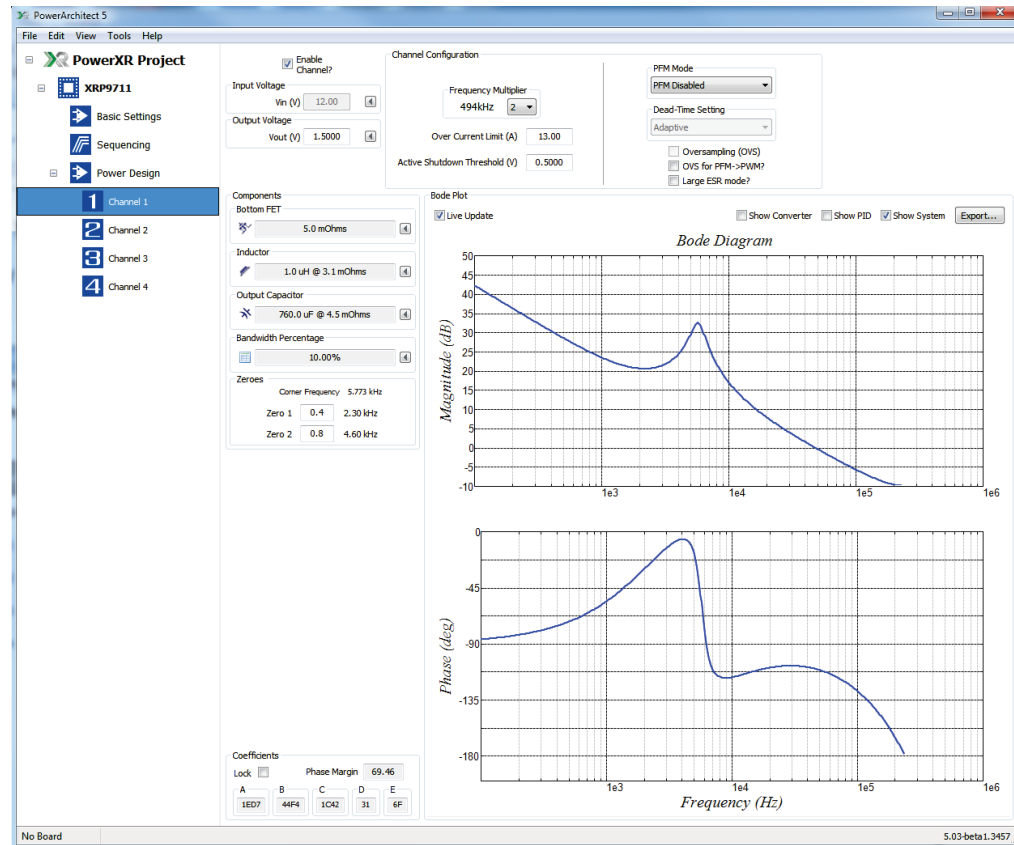 PowerArchitect 5
File Edit View Tools Help
PowerXR Project
XRP9711
Basic Settings
Sequencing
Power Design
1 Channel 1
2 Channel 2
3 Channel 3
4 Channel 4
Enable
Channel?
Input Voltage
Vin (V) 12.00
Output Voltage
Vout (V) 1.5000
Channel Configuration
Frequency Multiplier
494kHz 2
Over Current Limit (A) 13.00
Active Shutdown Threshold (V) 0.5000
PFM Mode
PFM Disabled
Dead-Time Setting
Adaptive
Oversampling (OVS)
OVS for PFM->PWM?
Large ESR mode?
Components
Bottom FET
5.0 mOhms
Inductor
1.0 uH @ 3.1 mOhms
Output Capacitor
760.0 uF @ 4.5 mOhms
Bandwidth Percentage
10.00%
Zeroes
Corner Frequency 5.773 kHz
Zero 1 0.4 2.30 kHz
Zero 2 0.8 4.60 kHz
Coefficients
Lock Phase Margin 69.46
A B C D E
1ED7 44F4 1C42 31 6F
Bode Plot
Live Update Show Converter Show PID Show System Export...
Bode Diagram
Magnitude (dB)
50
45
40
35
30
25
20
15
10
5
0
-5
-10
1e3 1e4 1e5 1e6
Phase (deg)
0
-45
-90
-135
-180
1e3 1e4 1e5 1e6
Frequency (Hz)
No Board 5.03-beta1.3457